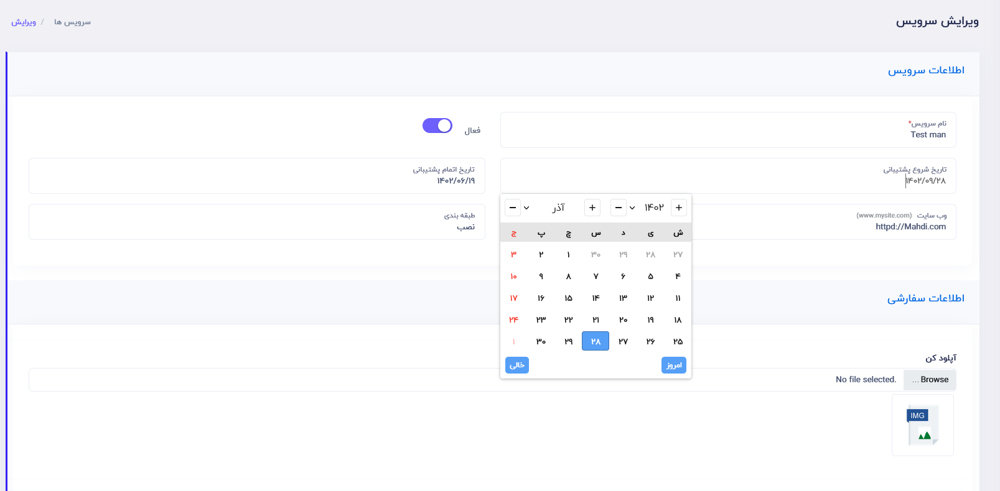 ویرایش سرویس
سرویس ها / ویرایش
اطلاعات سرویس
نام سرویس*
Test man
فعال
تاریخ شروع پشتیبانی
۱۴۰۲/۰۹/۲۸
تاریخ اتمام پشتیبانی
۱۴۰۲/۰۶/۱۹
وب سایت (www.mysite.com)
httpd://Mahdi.com
طبقه بندی
نصب
+ ۱۴۰۲ − + آذر −
ش ی د س چ پ ج
۲۷ ۲۸ ۲۹ ۳۰ ۱ ۲ ۳
۴ ۵ ۶ ۷ ۸ ۹ ۱۰
۱۱ ۱۲ ۱۳ ۱۴ ۱۵ ۱۶ ۱۷
۱۸ ۱۹ ۲۰ ۲۱ ۲۲ ۲۳ ۲۴
۲۵ ۲۶ ۲۷ ۲۸ ۲۹ ۳۰ ۱
امروز خالی
اطلاعات سفارشی
آپلود کن
Browse... No file selected.
IMG